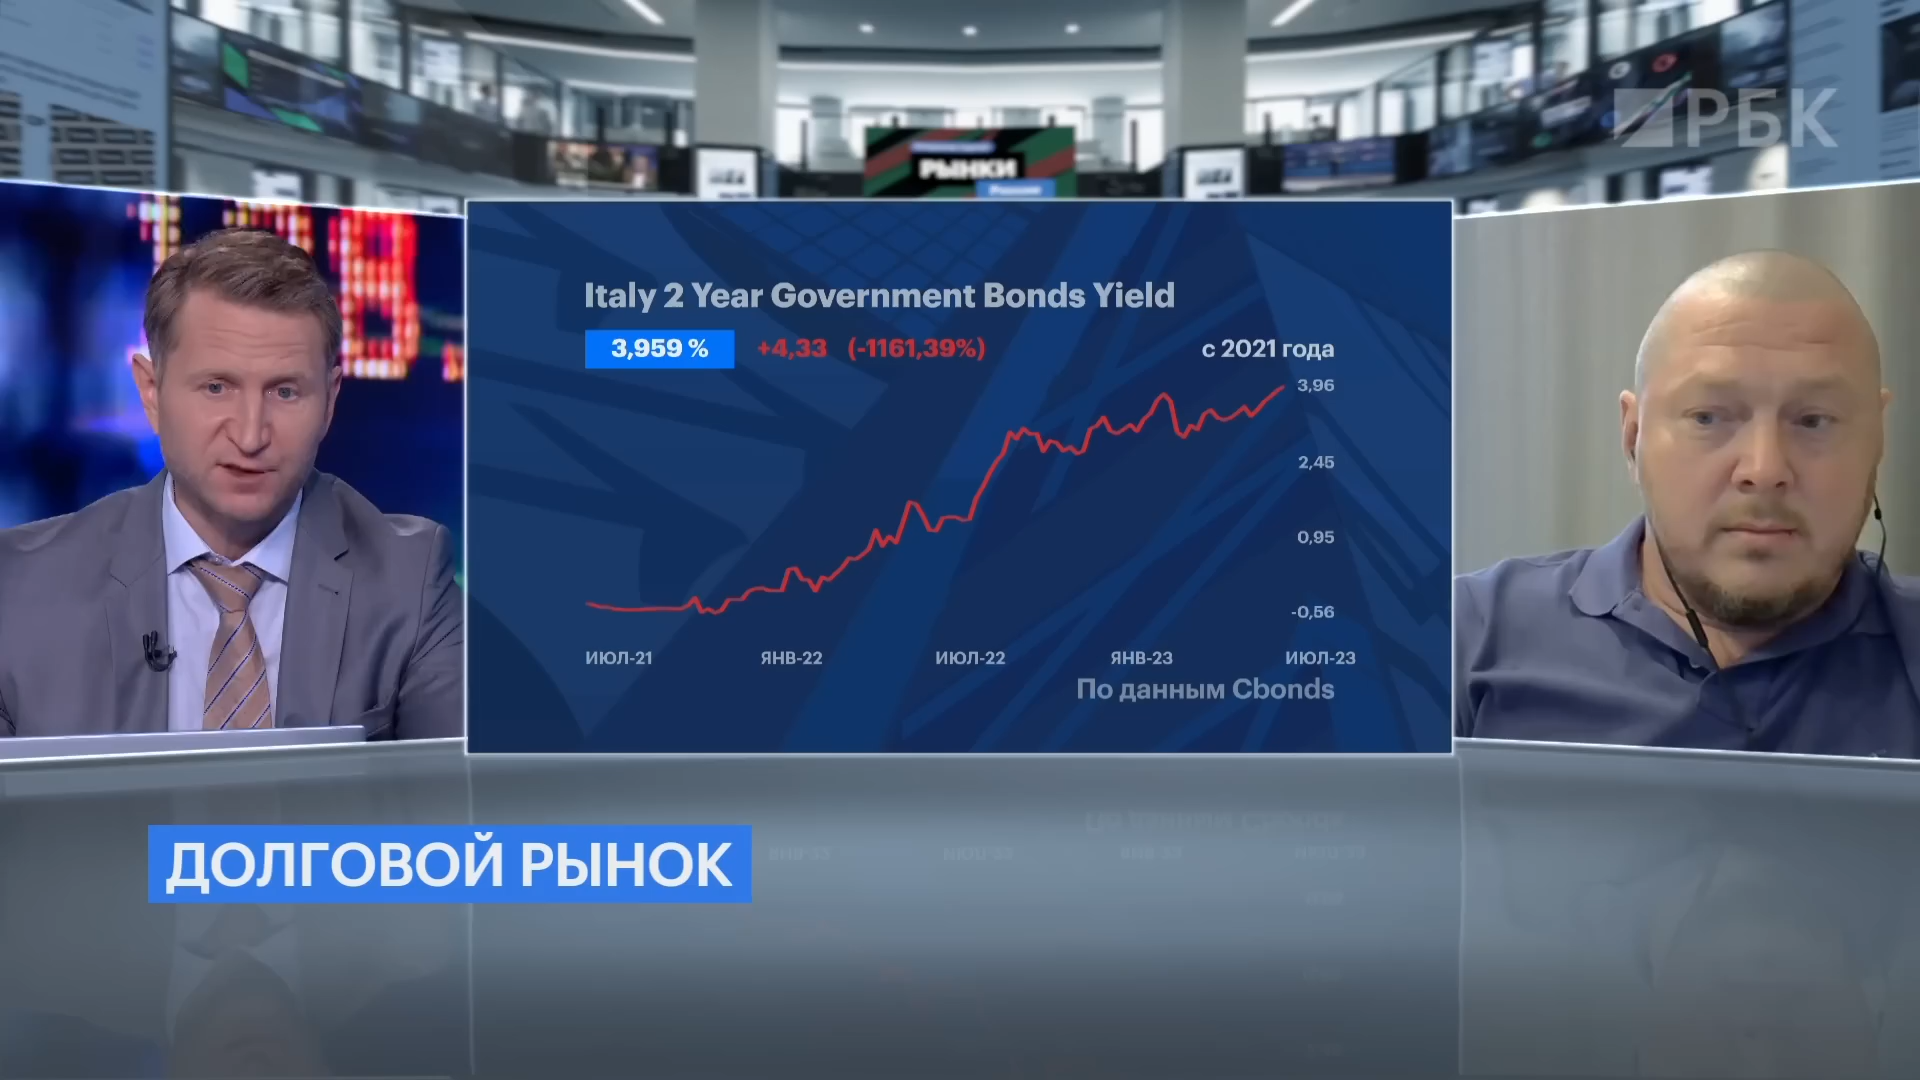 РБК
РЫНКИ
178
Italy 2 Year Government Bonds Yield
3,959 % +4,33 (-1161,39%) с 2021 года
3,96
2,45
0,95
-0,56
ИЮЛ-21 ЯНВ-22 ИЮЛ-22 ЯНВ-23 ИЮЛ-23
По данным Cbonds
ДОЛГОВОЙ РЫНОК